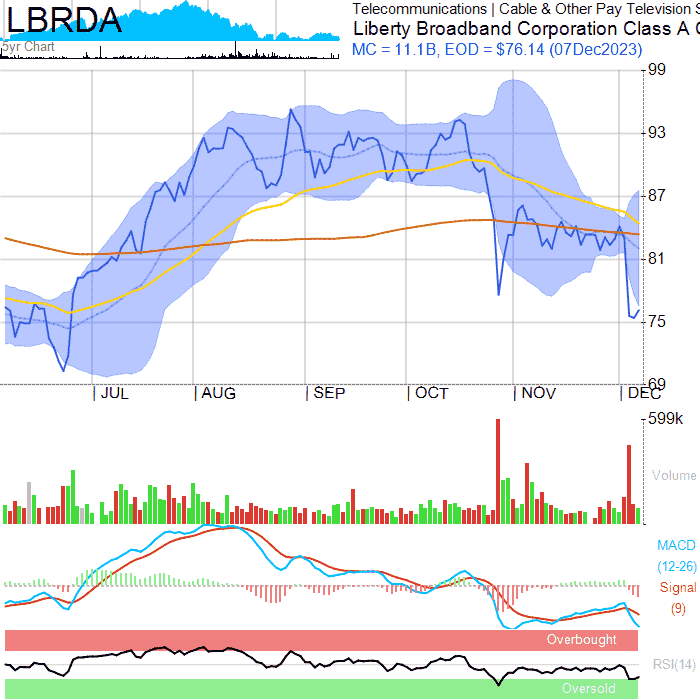 LBRDA
5yr Chart
Telecommunications | Cable & Other Pay Television S
Liberty Broadband Corporation Class A C
MC = 11.1B, EOD = $76.14 (07Dec2023)
99
93
87
81
75
69
JUL
AUG
SEP
OCT
NOV
DEC
599k
Volume
MACD
(12-26)
Signal
(9)
Overbought
RSI(14)
Oversold